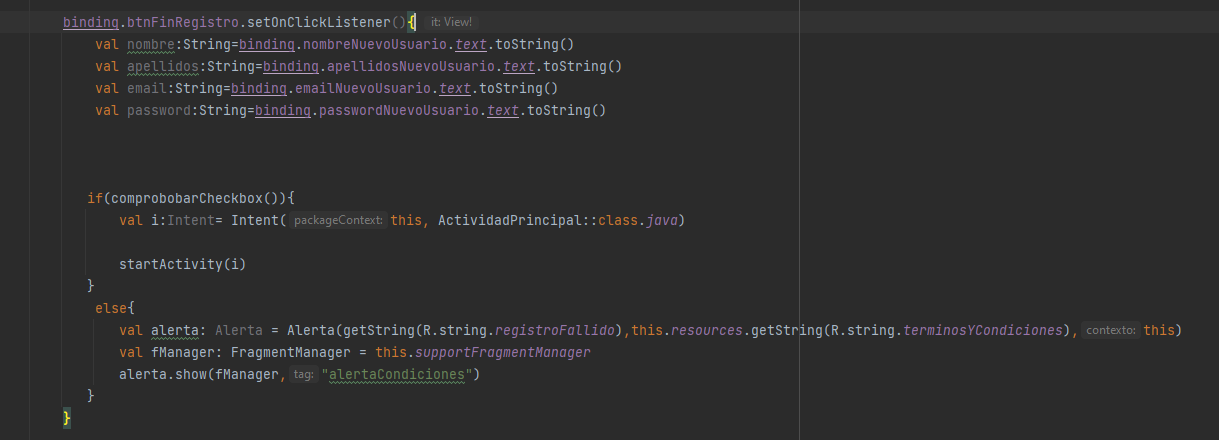 binding.btnFinRegistro.setOnClickListener(){ it: View!
val nombre:String=binding.nombreNuevoUsuario.text.toString()
val apellidos:String=binding.apellidosNuevoUsuario.text.toString()
val email:String=binding.emailNuevoUsuario.text.toString()
val password:String=binding.passwordNuevoUsuario.text.toString()
if(comprobobarCheckbox()){
val i:Intent= Intent( packageContext: this, ActividadPrincipal::class.java)
startActivity(i)
}
else{
val alerta: Alerta = Alerta(getString(R.string.registroFallido),this.resources.getString(R.string.terminosYCondiciones), contexto: this)
val fManager: FragmentManager = this.supportFragmentManager
alerta.show(fManager, tag: "alertaCondiciones")
}
}